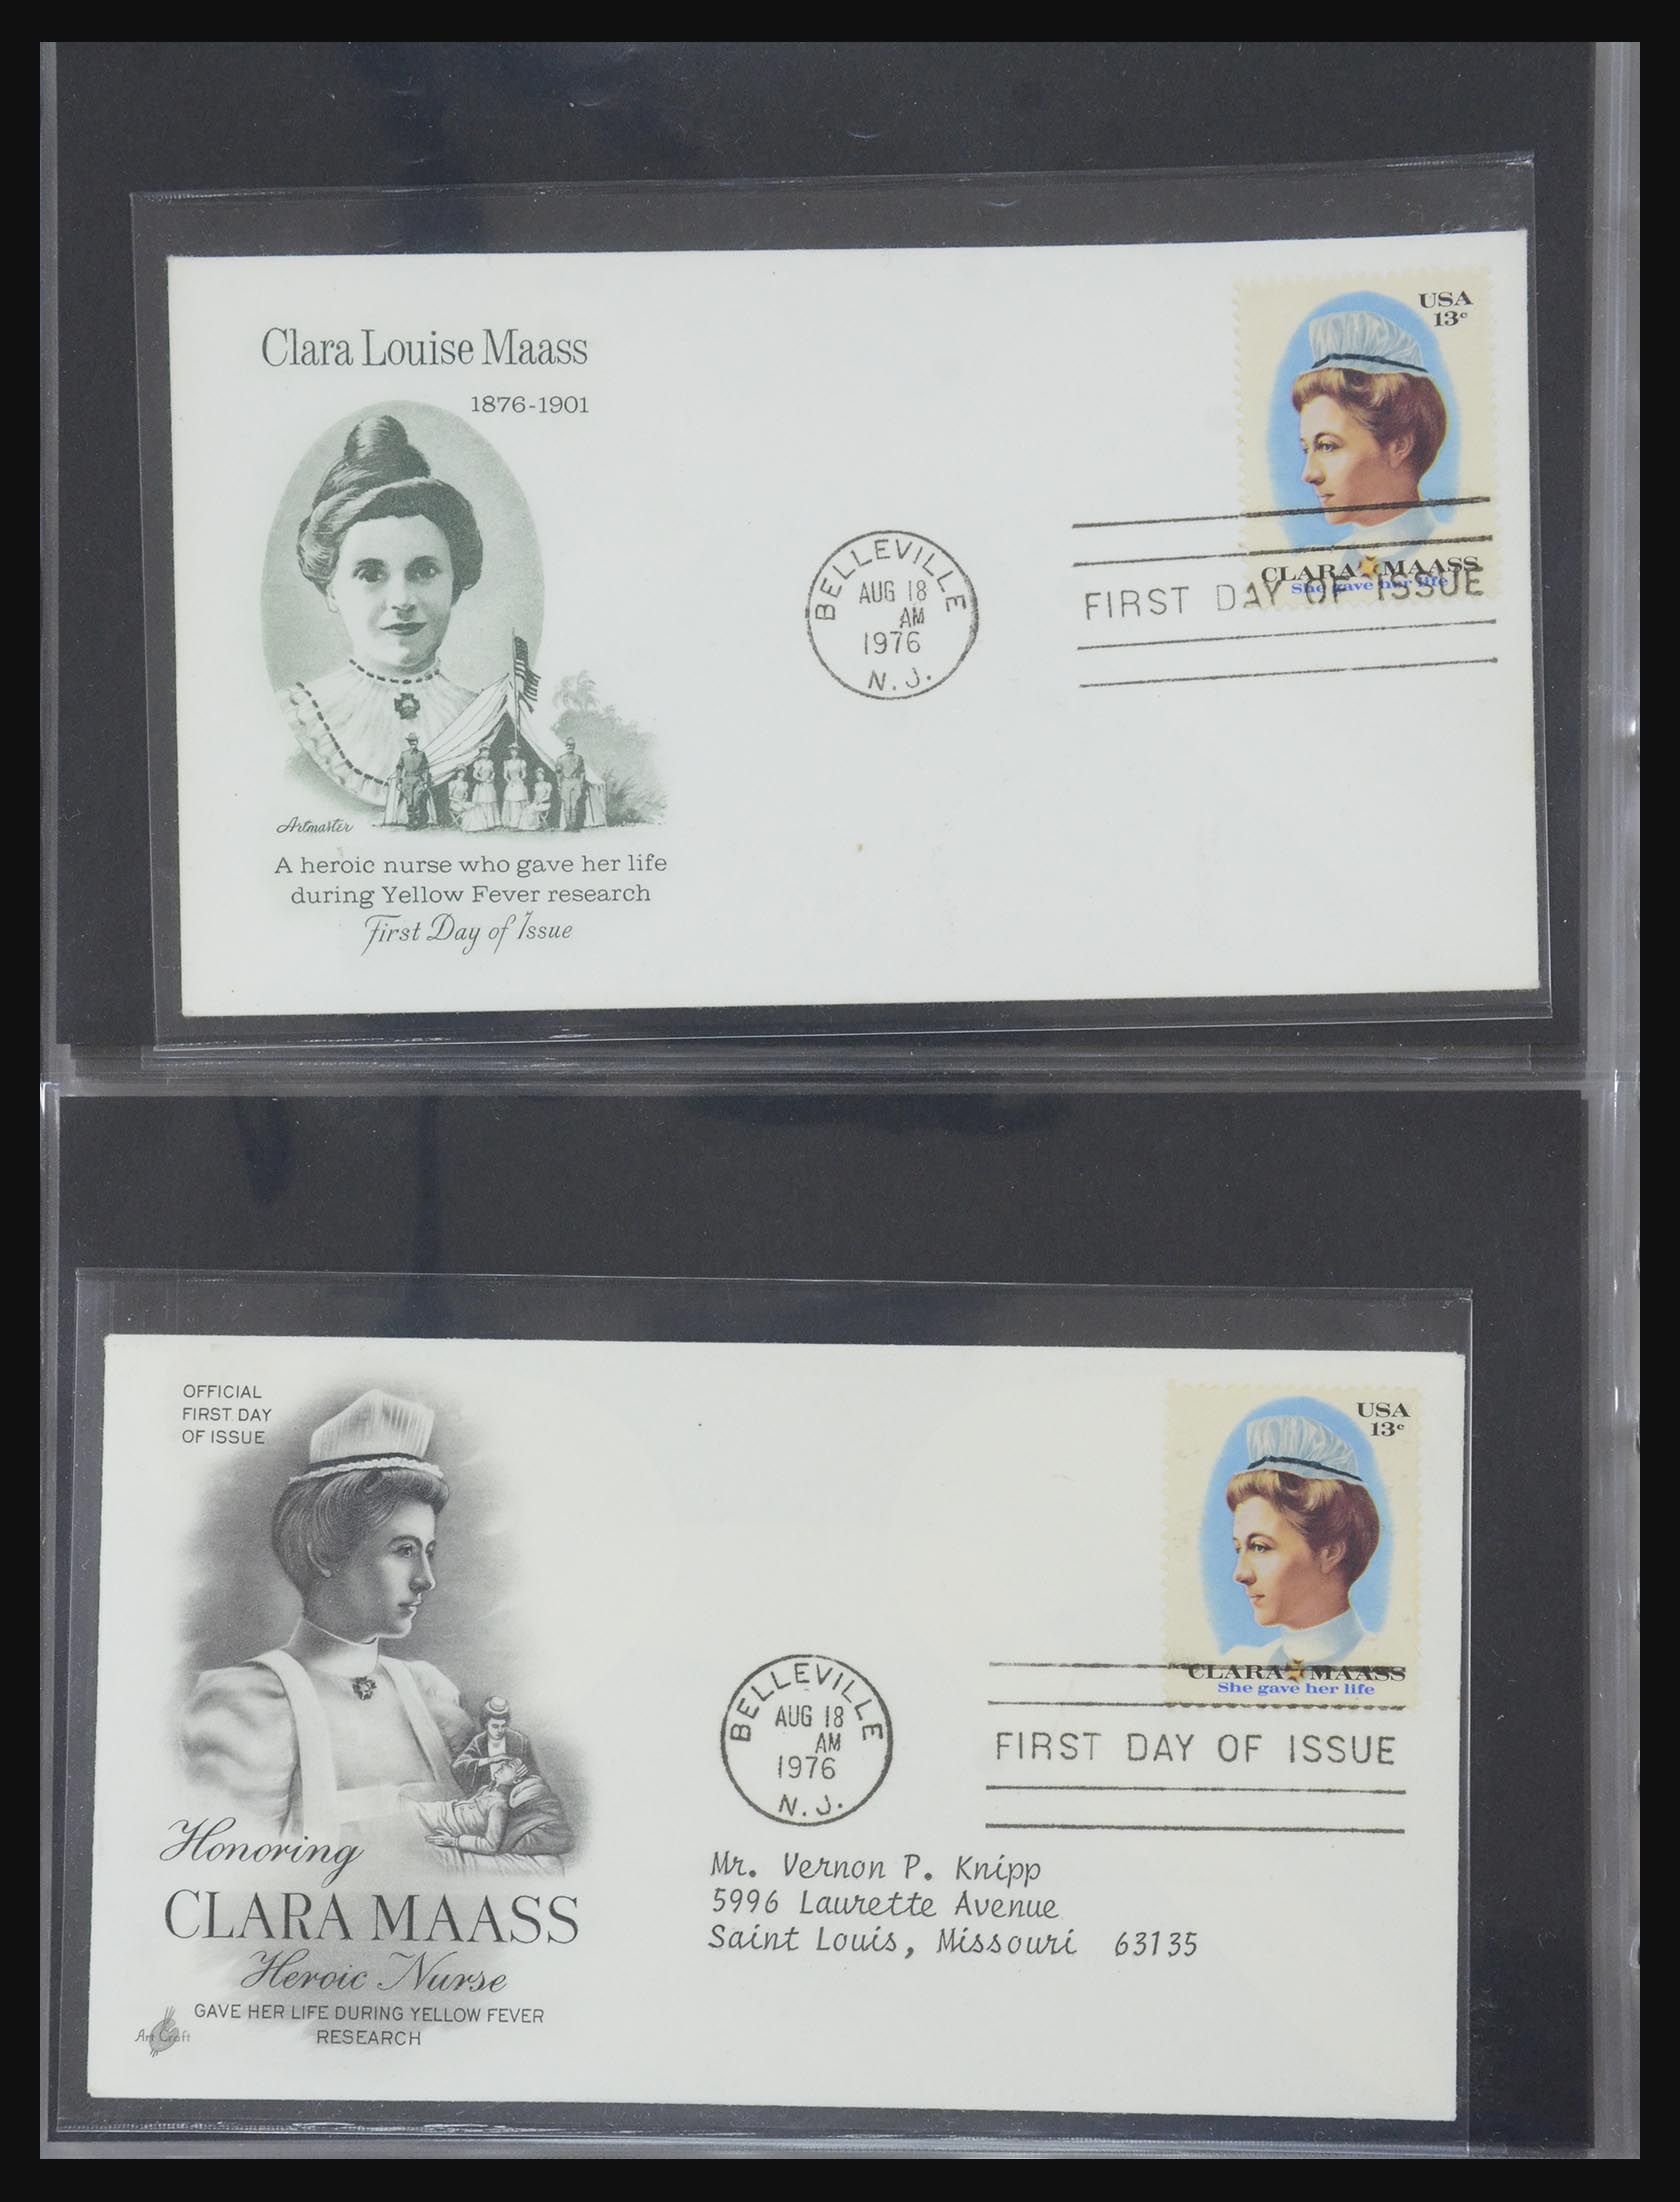 Clara Louise Maass
1876-1901
Artmaster
A heroic nurse who gave her life
during Yellow Fever research
First Day of Issue
BELLEVILLE
AUG 18
AM
1976
N.J.
USA
13c
CLARA MAASS
She gave her life
FIRST DAY OF ISSUE
OFFICIAL
FIRST DAY
OF ISSUE
Honoring
CLARA MAASS
Heroic Nurse
GAVE HER LIFE DURING YELLOW FEVER
RESEARCH
Art Craft
BELLEVILLE
AUG 18
AM
1976
N.J.
USA
13c
CLARA MAASS
She gave her life
FIRST DAY OF ISSUE
Mr. Vernon P. Knipp
5996 Laurette Avenue
Saint Louis, Missouri 63135